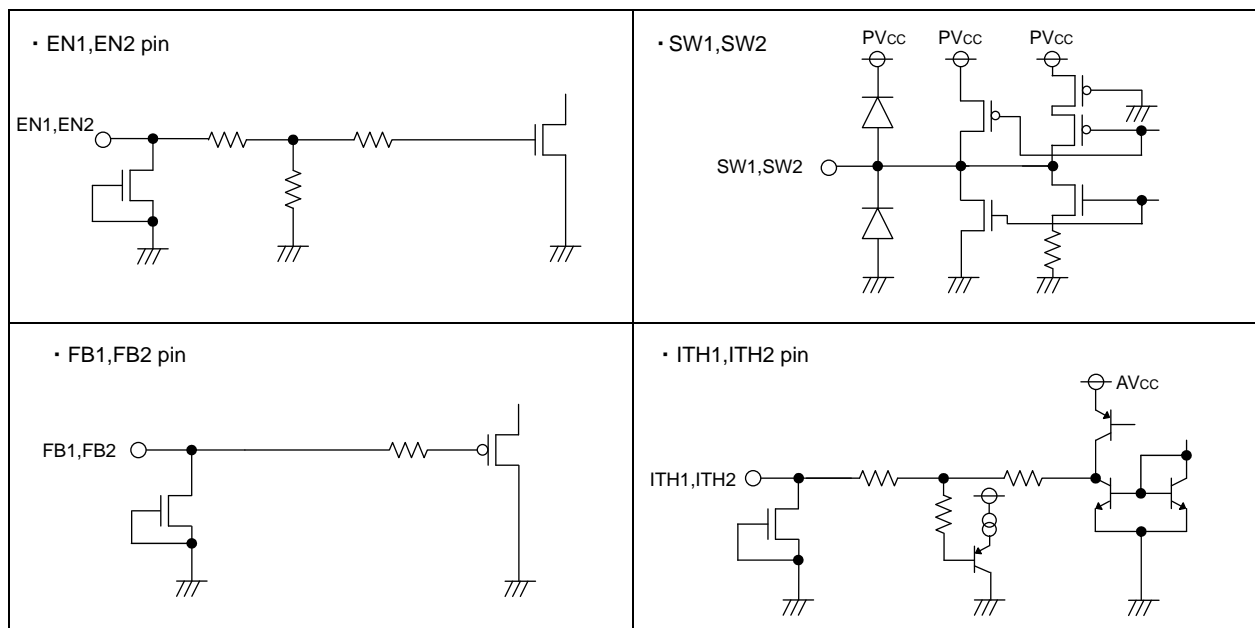 ・ EN1,EN2 pin
EN1,EN2
・ SW1,SW2
PVcc PVcc PVcc
SW1,SW2
・ FB1,FB2 pin
FB1,FB2
・ ITH1,ITH2 pin
AVcc
ITH1,ITH2